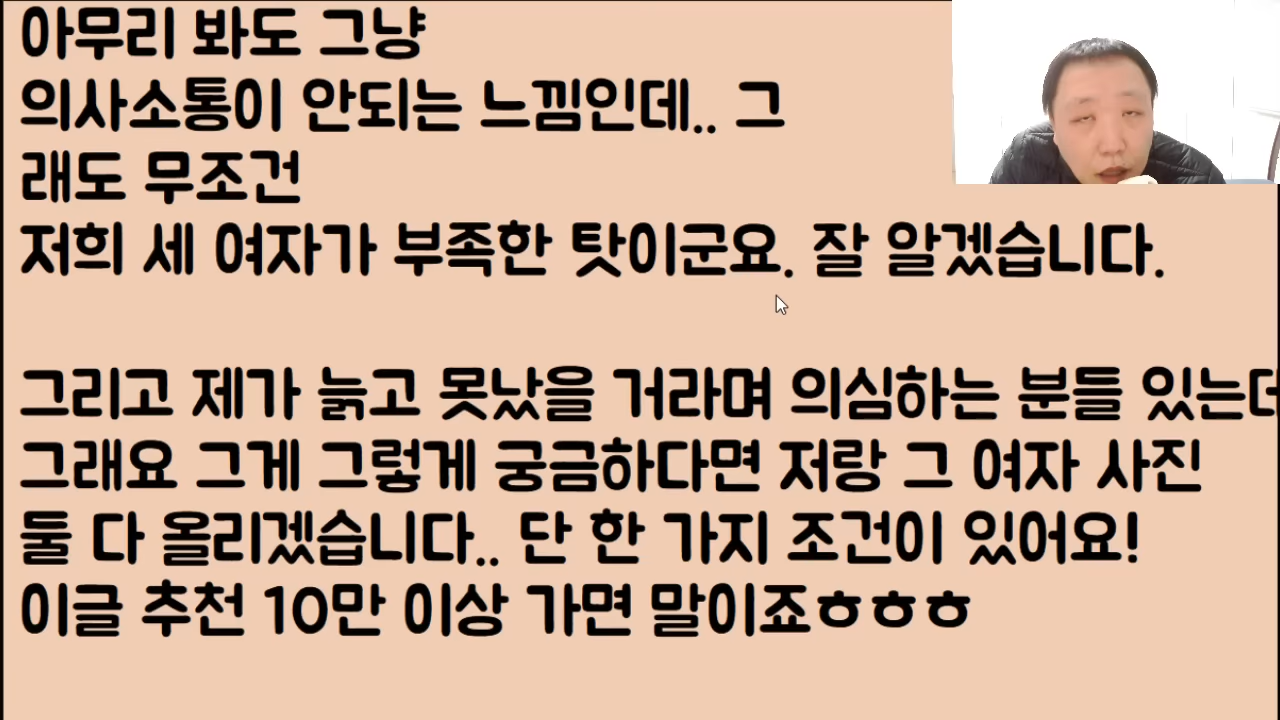 아무리 봐도 그냥
의사소통이 안되는 느낌인데.. 그
래도 무조건
저희 세 여자가 부족한 탓이군요. 잘 알겠습니다.
그리고 제가 늙고 못났을 거라며 의심하는 분들 있는데
그래요 그게 그렇게 궁금하다면 저랑 그 여자 사진
둘 다 올리겠습니다.. 단 한 가지 조건이 있어요!
이글 추천 10만 이상 가면 말이죠ㅎㅎㅎ